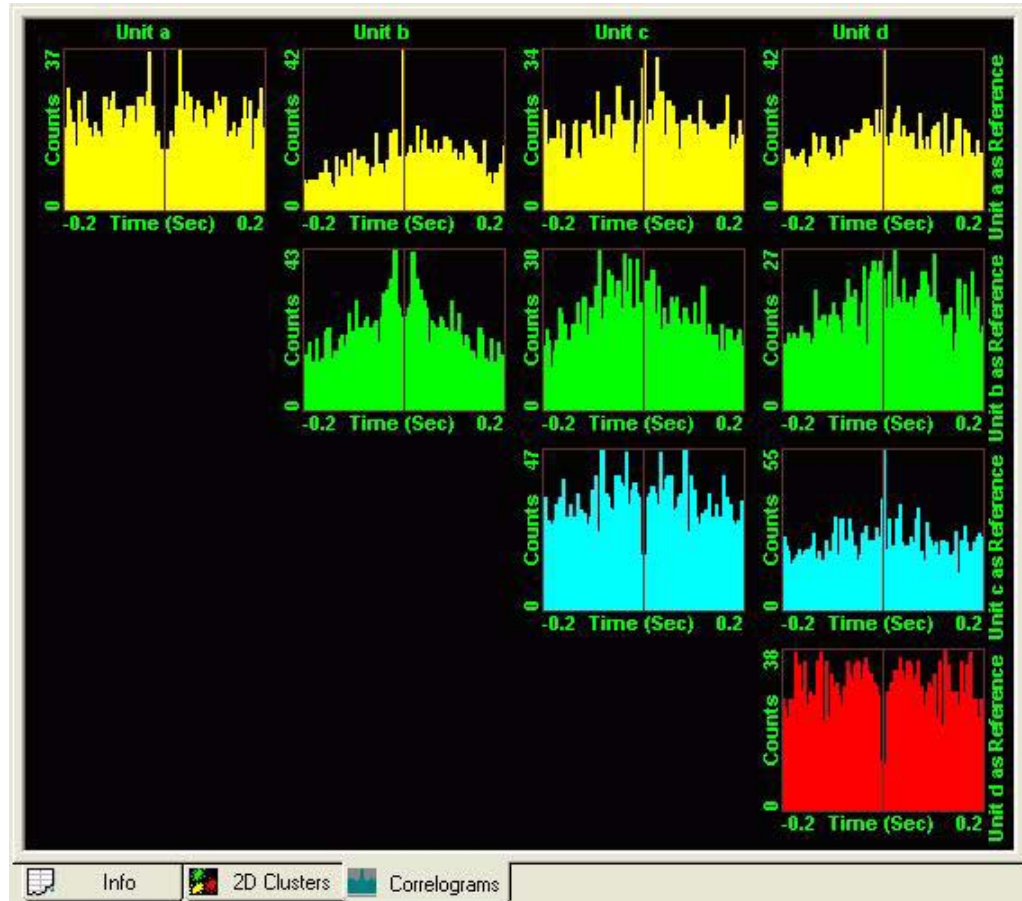 Unit a Unit b Unit c Unit d
37
Counts
0
-0.2 Time (Sec) 0.2
42
Counts
0
-0.2 Time (Sec) 0.2
34
Counts
0
-0.2 Time (Sec) 0.2
42
Counts
0
-0.2 Time (Sec) 0.2
Unit a as Reference
43
Counts
0
-0.2 Time (Sec) 0.2
30
Counts
0
-0.2 Time (Sec) 0.2
27
Counts
0
-0.2 Time (Sec) 0.2
Unit b as Reference
47
Counts
0
-0.2 Time (Sec) 0.2
55
Counts
0
-0.2 Time (Sec) 0.2
Unit c as Reference
38
Counts
0
-0.2 Time (Sec) 0.2
Unit d as Reference
Info 2D Clusters Correlograms